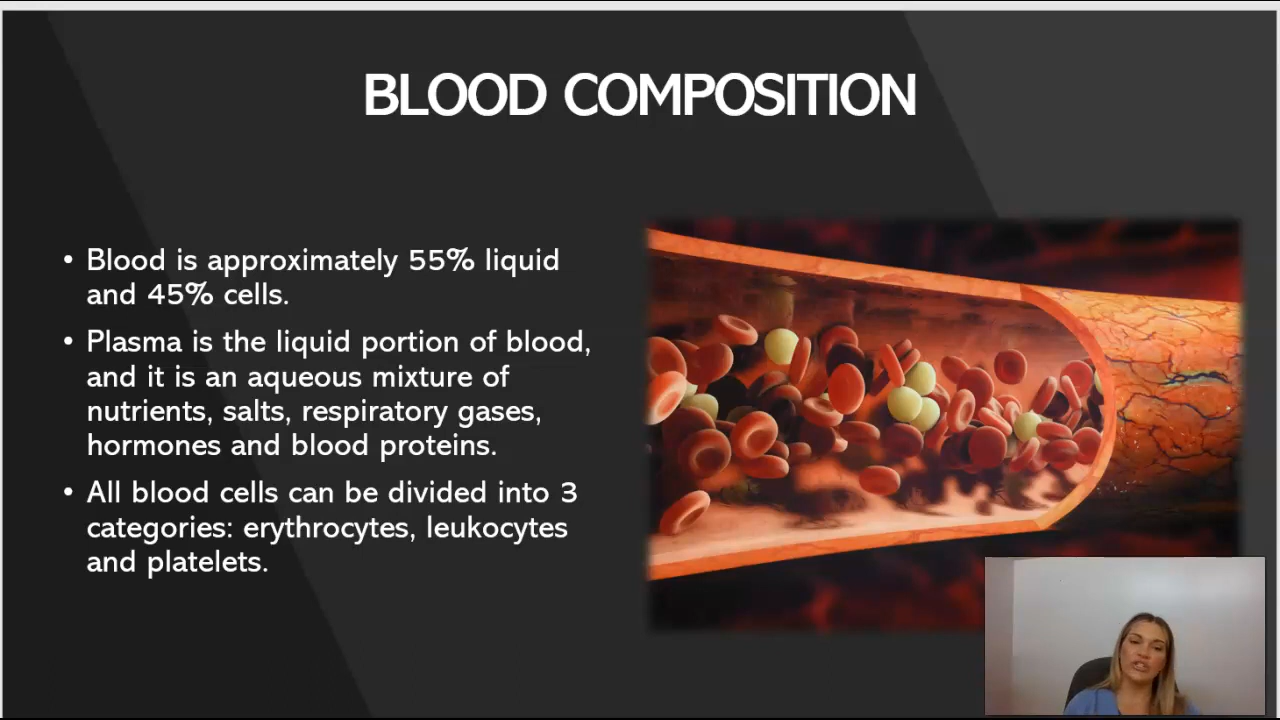 BLOOD COMPOSITION
• Blood is approximately 55% liquid
and 45% cells.
• Plasma is the liquid portion of blood,
and it is an aqueous mixture of
nutrients, salts, respiratory gases,
hormones and blood proteins.
• All blood cells can be divided into 3
categories: erythrocytes, leukocytes
and platelets.